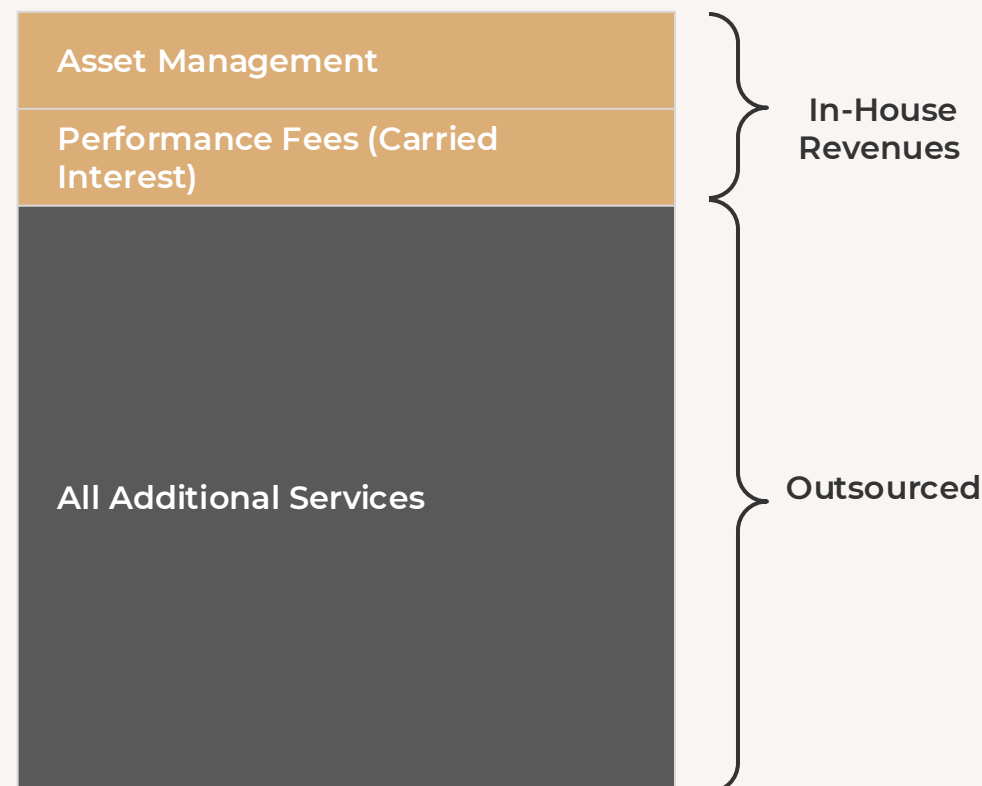 Asset Management
Performance Fees (Carried
Interest)
In-House
Revenues
All Additional Services
Outsourced